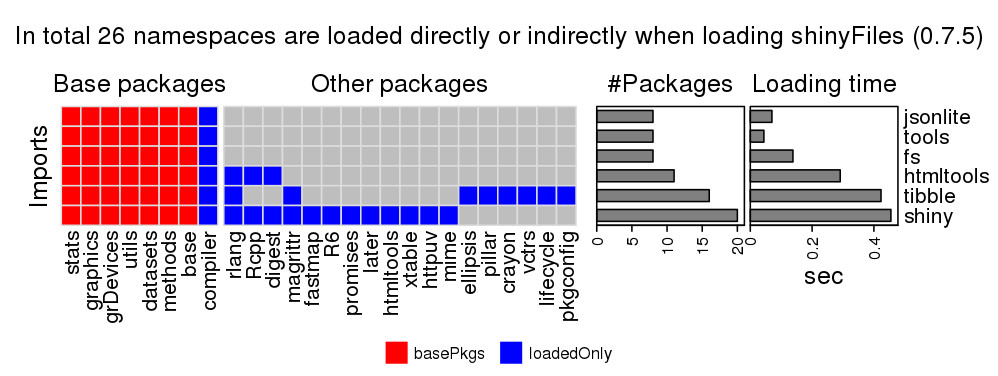 In total 26 namespaces are loaded directly or indirectly when loading shinyFiles (0.7.5)
Base packages
Other packages
#Packages
Loading time
Imports
jsonlite
tools
fs
htmltools
tibble
shiny
stats
graphics
grDevices
utils
datasets
methods
base
compiler
rlang
Rcpp
digest
magrittr
fastmap
R6
promises
later
htmltools
xtable
httpuv
mime
ellipsis
pillar
crayon
vctrs
lifecycle
pkgconfig
0
5
10
15
20
0
0.2
0.4
sec
basePkgs
loadedOnly